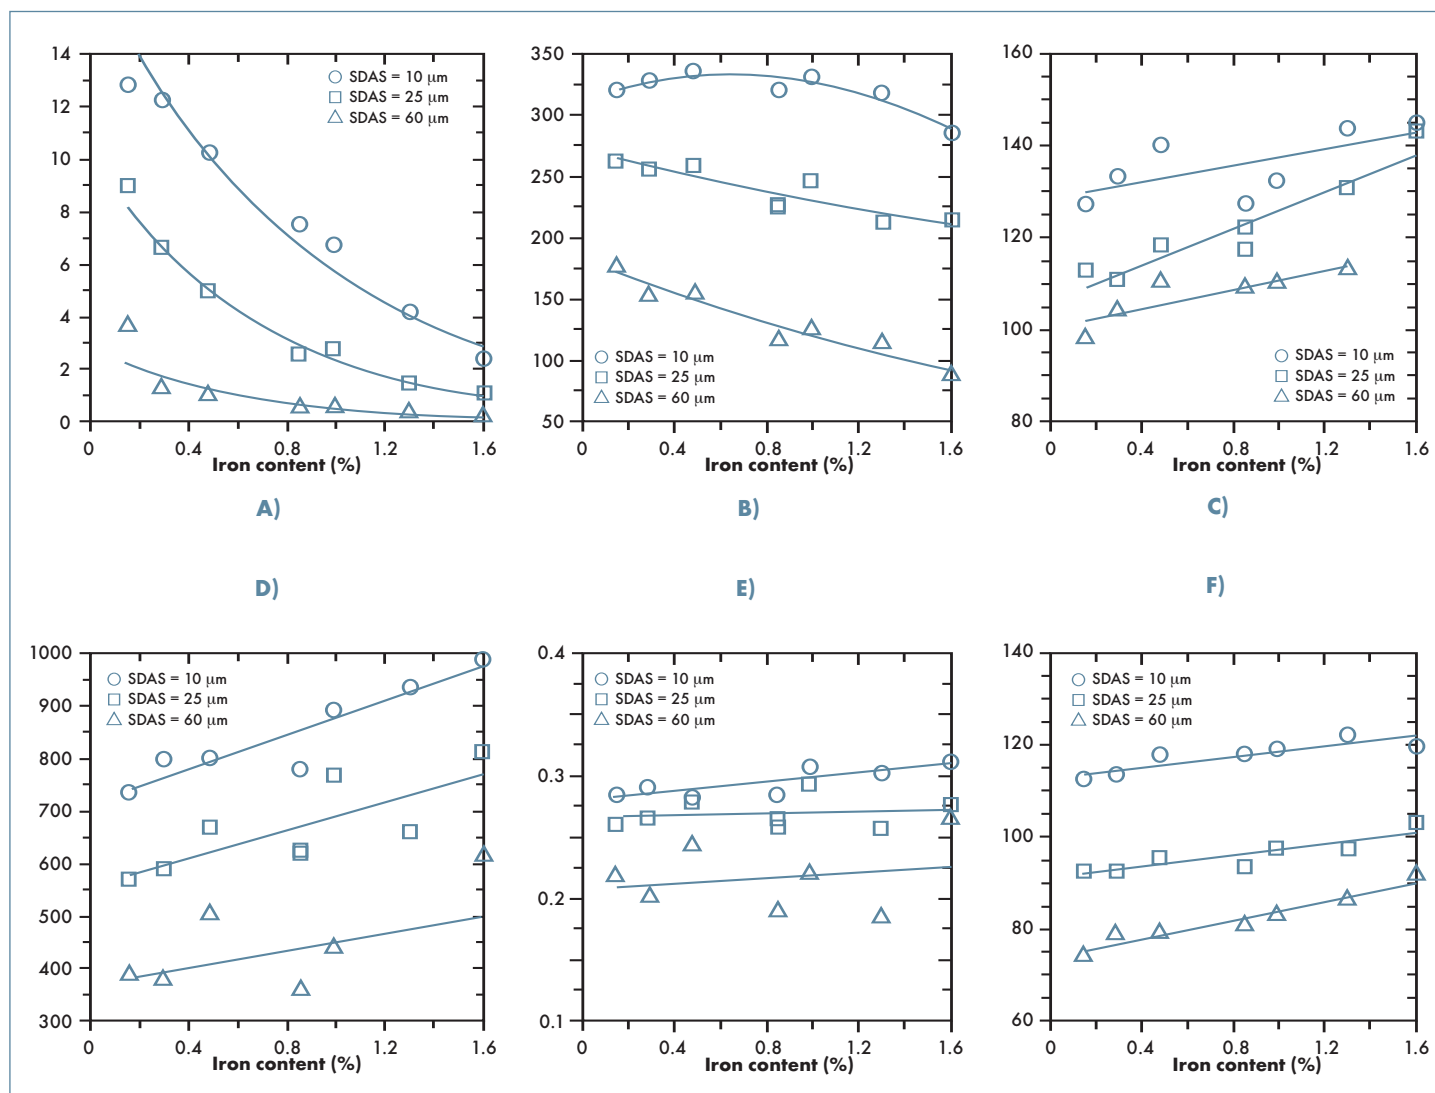 14
12
10
8
6
4
2
0
SDAS = 10 μm
SDAS = 25 μm
SDAS = 60 μm
0 0.4 0.8 1.2 1.6
Iron content (%)
A)
350
300
250
200
150
100
50
SDAS = 10 μm
SDAS = 25 μm
SDAS = 60 μm
0 0.4 0.8 1.2 1.6
Iron content (%)
B)
160
140
120
100
80
SDAS = 10 μm
SDAS = 25 μm
SDAS = 60 μm
0 0.4 0.8 1.2 1.6
Iron content (%)
C)
D)
1000
900
800
700
600
500
400
300
SDAS = 10 μm
SDAS = 25 μm
SDAS = 60 μm
0 0.4 0.8 1.2 1.6
Iron content (%)
E)
0.4
0.3
0.2
0.1
SDAS = 10 μm
SDAS = 25 μm
SDAS = 60 μm
0 0.4 0.8 1.2 1.6
Iron content (%)
F)
140
120
100
80
60
SDAS = 10 μm
SDAS = 25 μm
SDAS = 60 μm
0 0.4 0.8 1.2 1.6
Iron content (%)